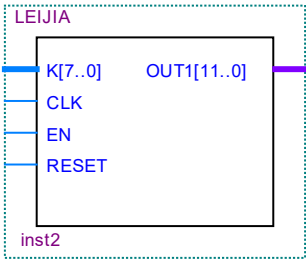 LEIJIA
K[7..0] OUT1[11..0]
CLK
EN
RESET
inst2